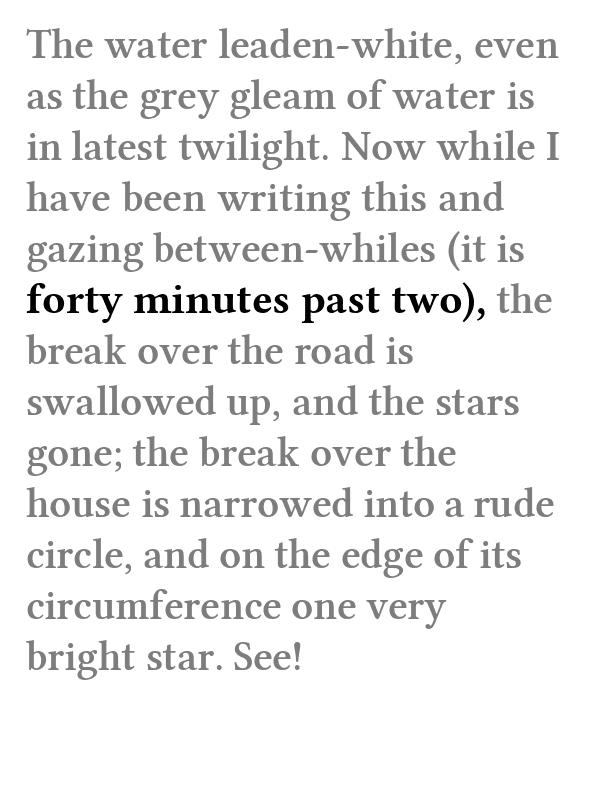 The water leaden-white, even
as the grey gleam of water is
in latest twilight. Now while I
have been writing this and
gazing between-whiles (it is
forty minutes past two), the
break over the road is
swallowed up, and the stars
gone; the break over the
house is narrowed into a rude
circle, and on the edge of its
circumference one very
bright star. See!